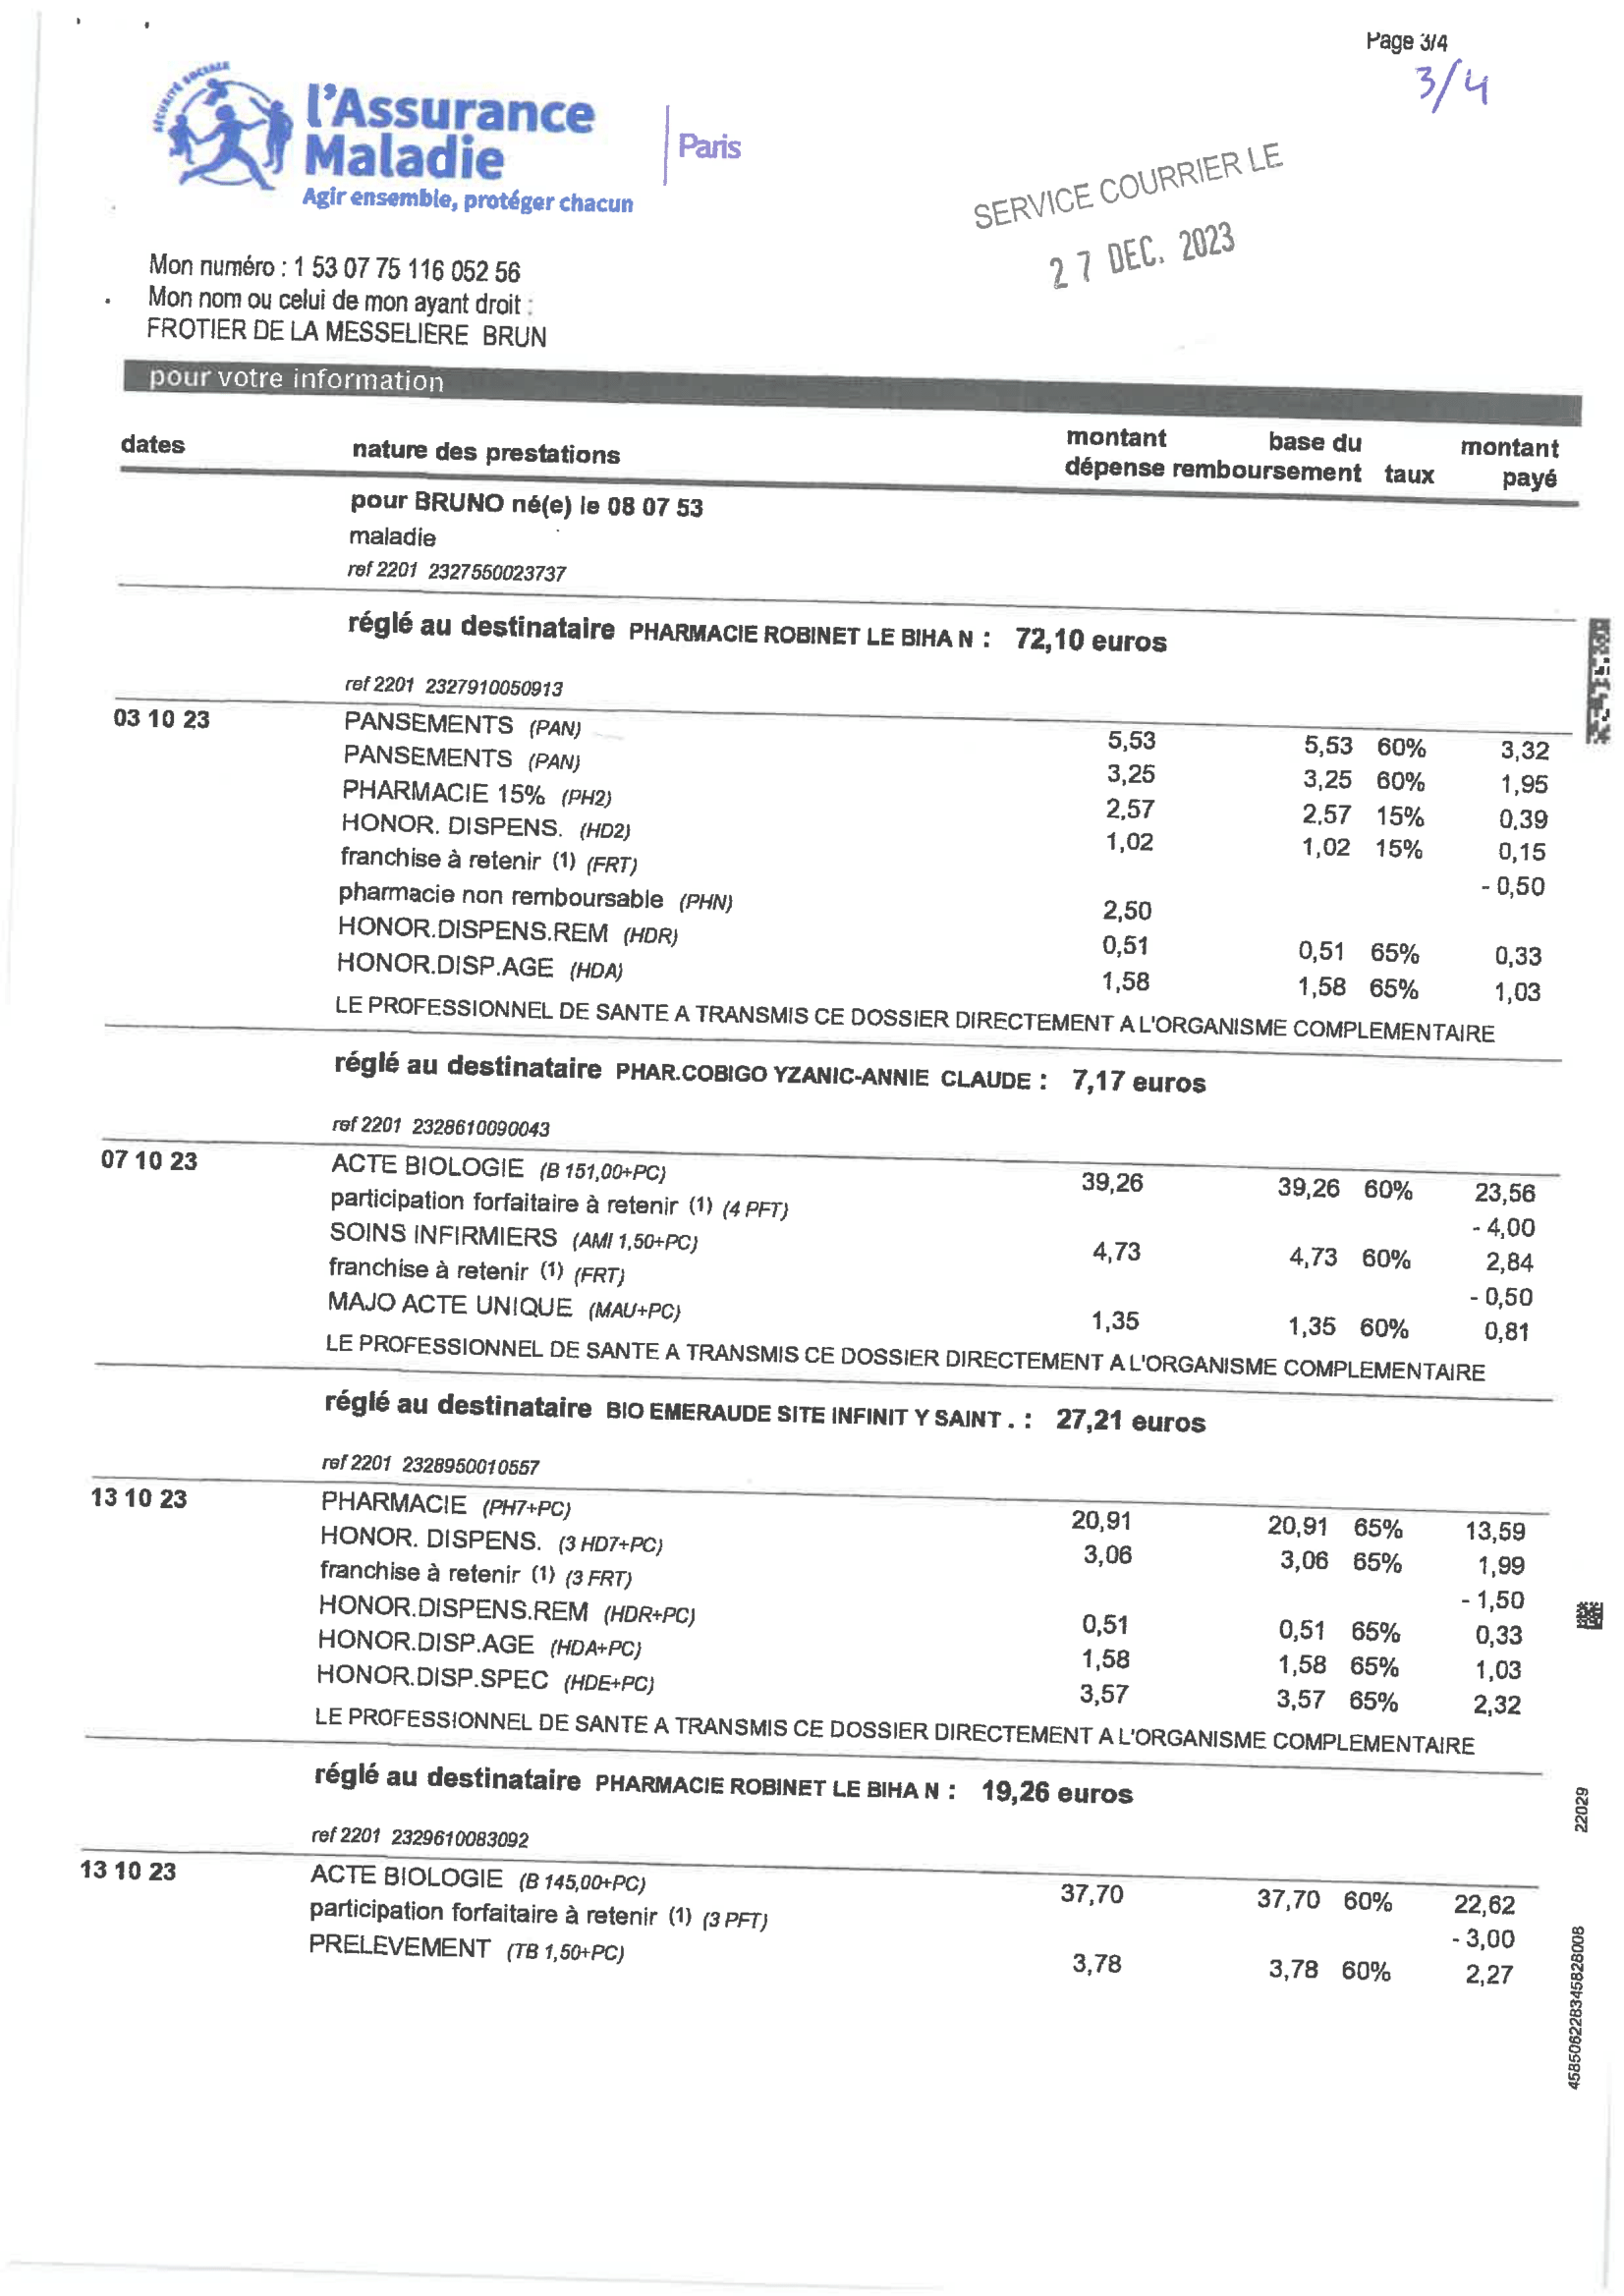 Page 3/4
3/4
SÉCURITÉ SOCIALE
l'Assurance
Maladie
Agir ensemble, protéger chacun
Paris
SERVICE COURRIER LE
27 DEC. 2023
Mon numéro : 1 53 07 75 116 052 56
Mon nom ou celui de mon ayant droit :
FROTIER DE LA MESSELIERE BRUN
pour votre information
dates nature des prestations montant dépense base du remboursement taux montant payé
pour BRUNO né(e) le 08 07 53
maladie
ref 2201 2327550023737
réglé au destinataire PHARMACIE ROBINET LE BIHA N : 72,10 euros
ref 2201 2327910050913
03 10 23 PANSEMENTS (PAN) 5,53 5,53 60% 3,32
PANSEMENTS (PAN) 3,25 3,25 60% 1,95
PHARMACIE 15% (PH2) 2,57 2,57 15% 0,39
HONOR. DISPENS. (HD2) 1,02 1,02 15% 0,15
franchise à retenir (1) (FRT) - 0,50
pharmacie non remboursable (PHN) 2,50
HONOR.DISPENS.REM (HDR) 0,51 0,51 65% 0,33
HONOR.DISP.AGE (HDA) 1,58 1,58 65% 1,03
LE PROFESSIONNEL DE SANTE A TRANSMIS CE DOSSIER DIRECTEMENT A L'ORGANISME COMPLEMENTAIRE
réglé au destinataire PHAR.COBIGO YZANIC-ANNIE CLAUDE : 7,17 euros
ref 2201 2328610090043
07 10 23 ACTE BIOLOGIE (B 151,00+PC) 39,26 39,26 60% 23,56
participation forfaitaire à retenir (1) (4 PFT) - 4,00
SOINS INFIRMIERS (AMI 1,50+PC) 4,73 4,73 60% 2,84
franchise à retenir (1) (FRT) - 0,50
MAJO ACTE UNIQUE (MAU+PC) 1,35 1,35 60% 0,81
LE PROFESSIONNEL DE SANTE A TRANSMIS CE DOSSIER DIRECTEMENT A L'ORGANISME COMPLEMENTAIRE
réglé au destinataire BIO EMERAUDE SITE INFINIT Y SAINT . : 27,21 euros
ref 2201 2328950010557
13 10 23 PHARMACIE (PH7+PC) 20,91 20,91 65% 13,59
HONOR. DISPENS. (3 HD7+PC) 3,06 3,06 65% 1,99
franchise à retenir (1) (3 FRT) - 1,50
HONOR.DISPENS.REM (HDR+PC) 0,51 0,51 65% 0,33
HONOR.DISP.AGE (HDA+PC) 1,58 1,58 65% 1,03
HONOR.DISP.SPEC (HDE+PC) 3,57 3,57 65% 2,32
LE PROFESSIONNEL DE SANTE A TRANSMIS CE DOSSIER DIRECTEMENT A L'ORGANISME COMPLEMENTAIRE
réglé au destinataire PHARMACIE ROBINET LE BIHA N : 19,26 euros
ref 2201 2329610083092
13 10 23 ACTE BIOLOGIE (B 145,00+PC) 37,70 37,70 60% 22,62
participation forfaitaire à retenir (1) (3 PFT) - 3,00
PRELEVEMENT (TB 1,50+PC) 3,78 3,78 60% 2,27
22029
458506228345828008